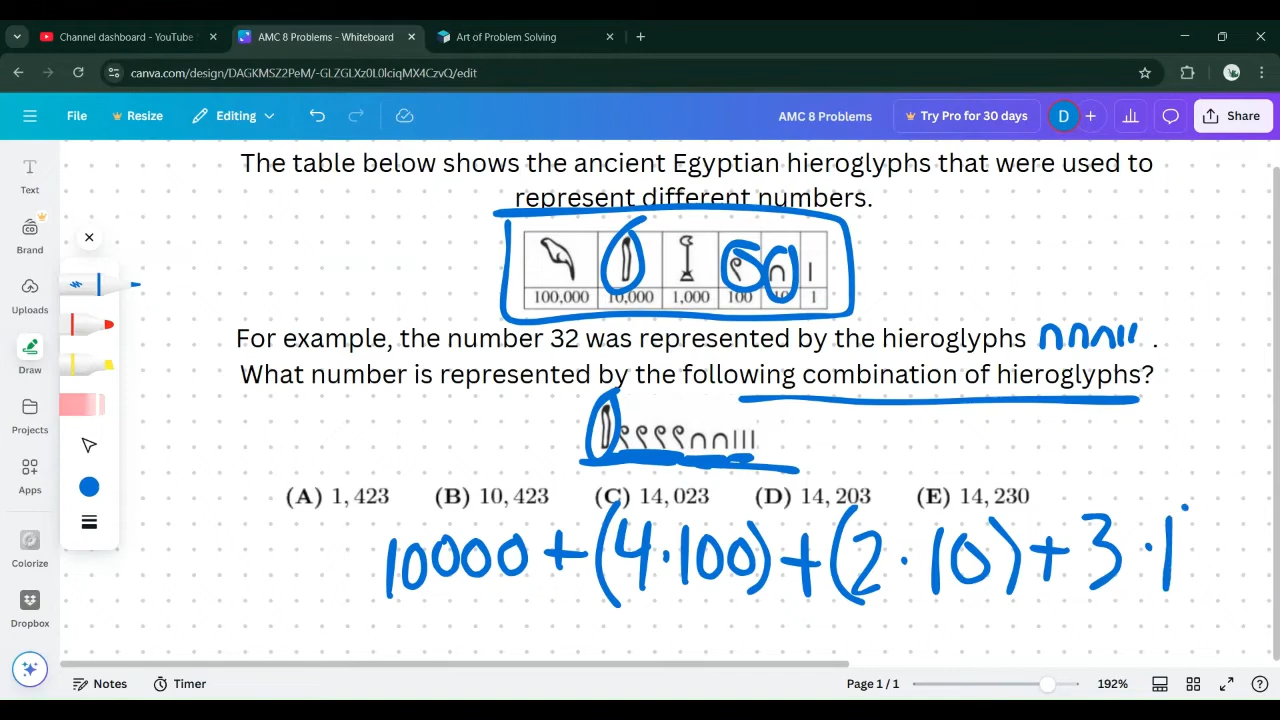 Channel dashboard - YouTube
AMC 8 Problems - Whiteboard
Art of Problem Solving
canva.com/design/DAGKMSZ2PeM/-GLZGLXz0L0lciqMX4CzvQ/edit
File
Resize
Editing
AMC 8 Problems
D
Try Pro for 30 days
Share
Text
Brand
Uploads
Draw
Projects
Apps
Colorize
Dropbox
The table below shows the ancient Egyptian hieroglyphs that were used to
represent different numbers.
100,000 10,000 1,000 100 10 1
For example, the number 32 was represented by the hieroglyphs ∩∩∩|| .
What number is represented by the following combination of hieroglyphs?
(A) 1,423 (B) 10,423 (C) 14,023 (D) 14,203 (E) 14,230
10000 + (4·100) + (2·10) + 3·1
Notes
Timer
Page 1 / 1
192%